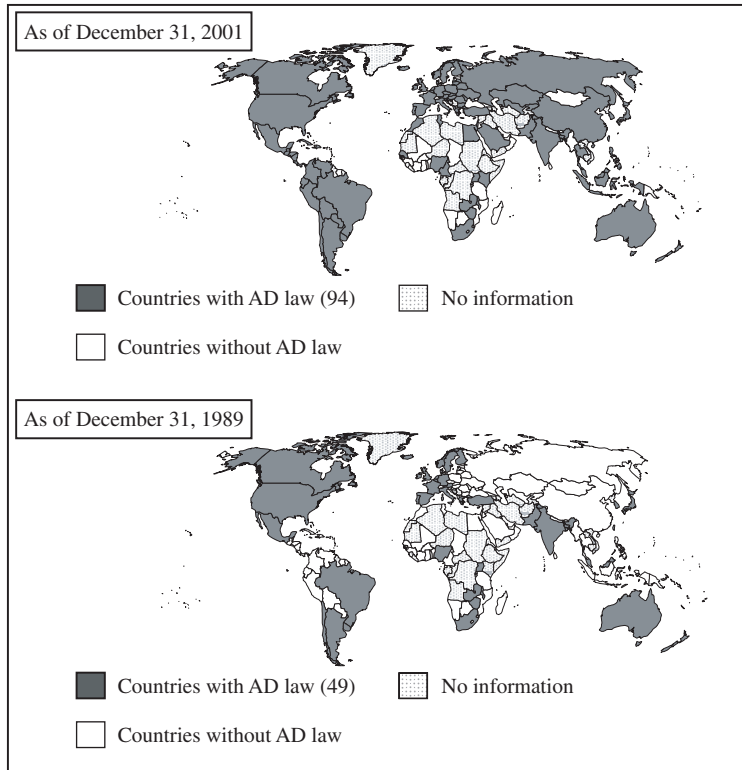 As of December 31, 2001
Countries with AD law (94)
No information
Countries without AD law
As of December 31, 1989
Countries with AD law (49)
No information
Countries without AD law